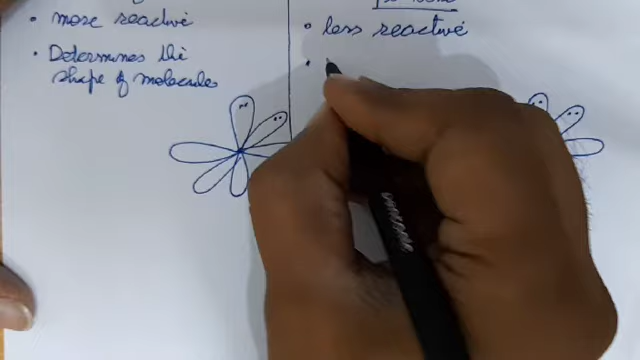 • more reactive
• Determines the
shape of molecules
• less reactive
•